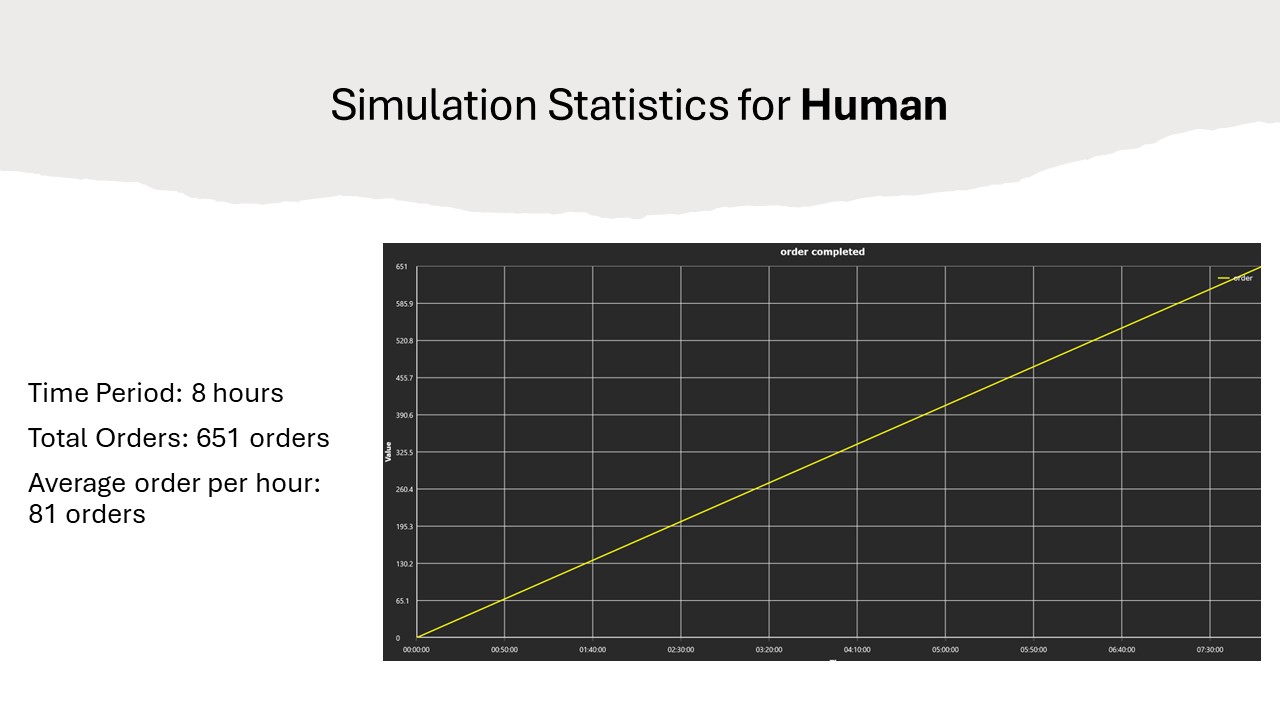 Simulation Statistics for Human
Time Period: 8 hours
Total Orders: 651 orders
Average order per hour:
81 orders
order completed
order
Value
651
585.9
520.8
455.7
390.6
325.5
260.4
195.3
130.2
65.1
0
00:00:00 00:50:00 01:40:00 02:30:00 03:20:00 04:10:00 05:00:00 05:50:00 06:40:00 07:30:00